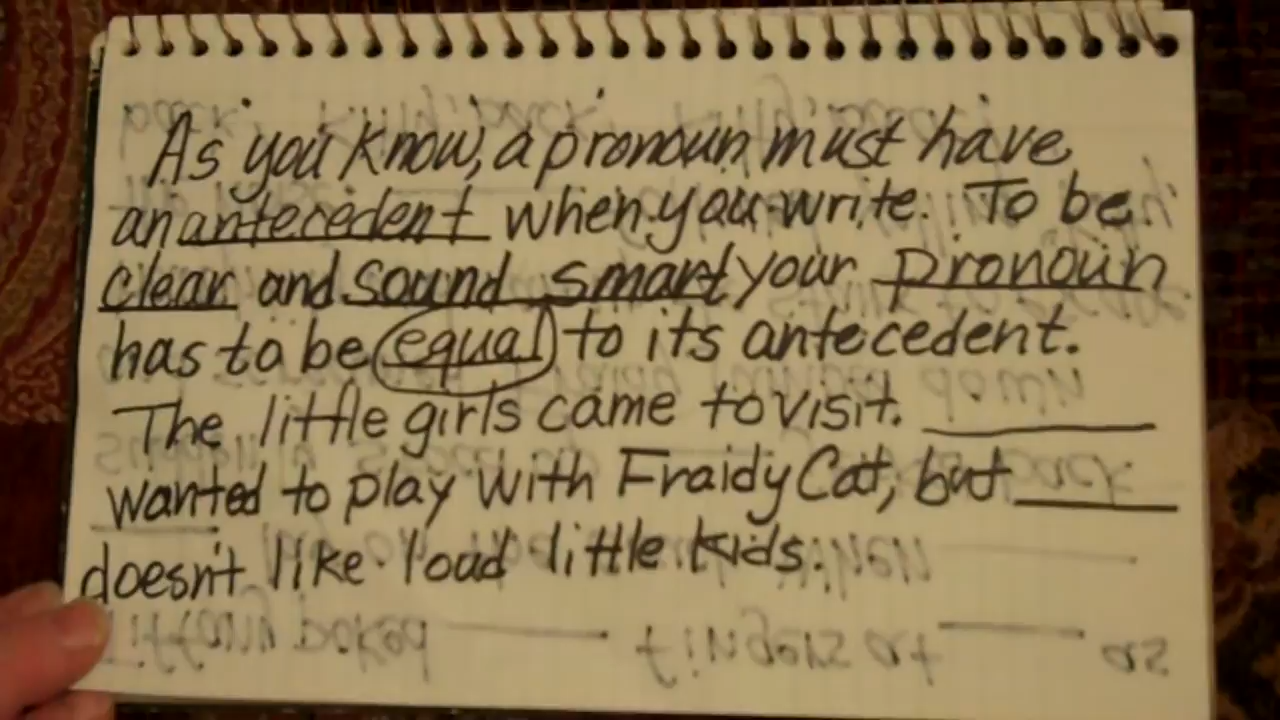 As you know, a pronoun must have
an antecedent when you write. To be
clear and sound smart your pronoun
has to be equal to its antecedent.
The little girls came to visit. ______
wanted to play with Fraidy Cat, but ______
doesn't like loud little kids.